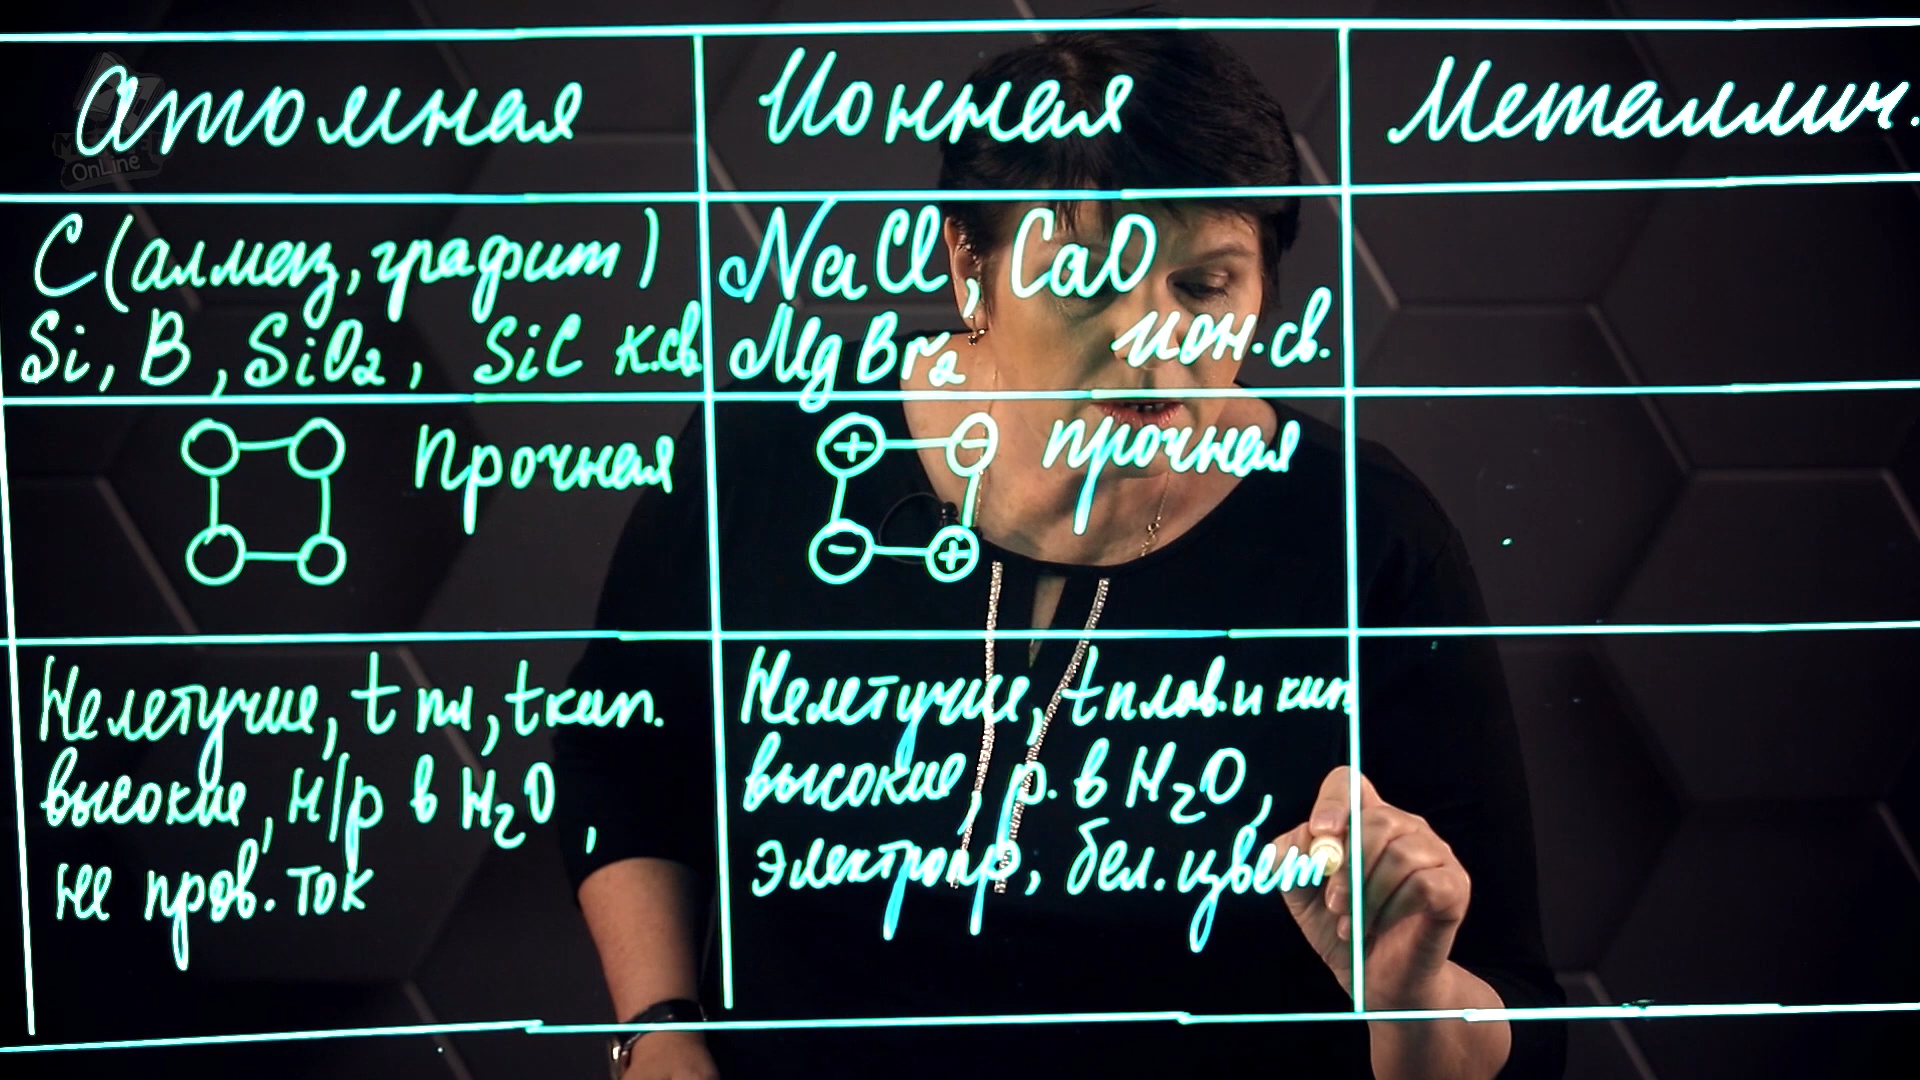 Атомная
Ионная
Металлич.
C (алмаз, графит)
Si, B, SiO2, SiC к.св.
NaCl, CaO
MgBr2 ион.св.
Прочная
+ - прочная
- +
Нелетучие, t пл, t кип.
высокие, н/р в H2O,
не пров. ток
Нелетучие, t плав. и кип.
высокие, р. в H2O,
электропр, бел. цвет
OnLine